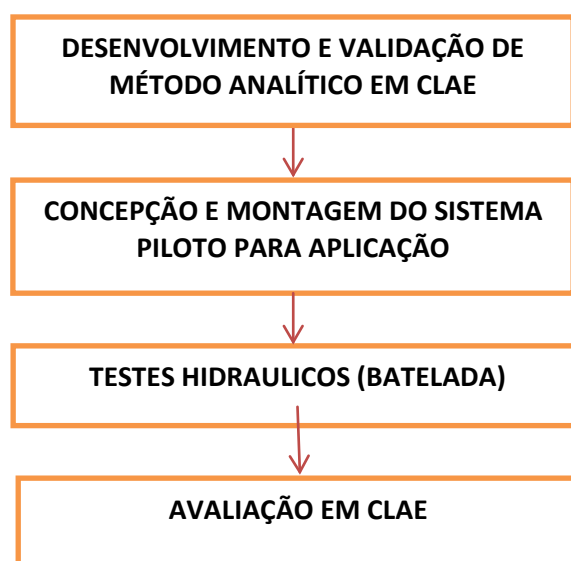 DESENVOLVIMENTO E VALIDAÇÃO DE
MÉTODO ANALÍTICO EM CLAE
CONCEPÇÃO E MONTAGEM DO SISTEMA
PILOTO PARA APLICAÇÃO
TESTES HIDRAULICOS (BATELADA)
AVALIAÇÃO EM CLAE